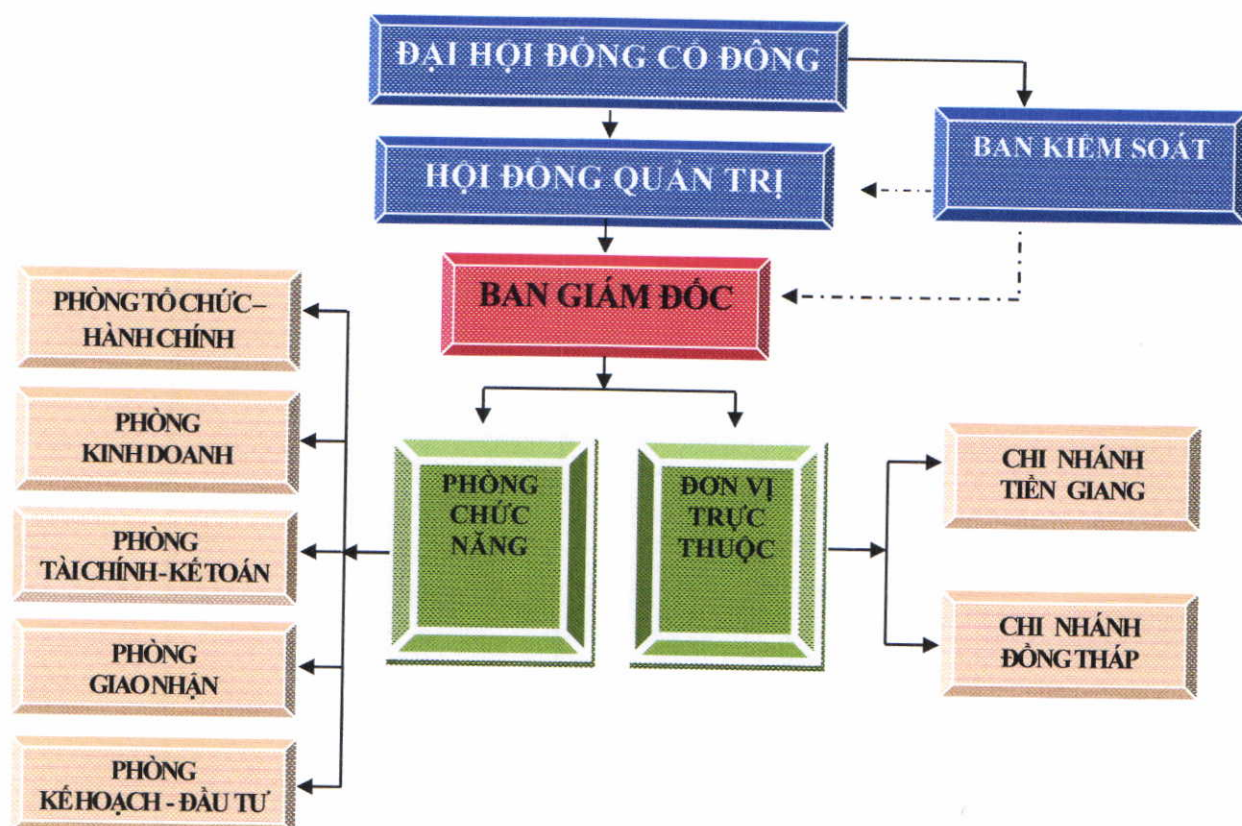 ĐẠI HỘI ĐỒNG CỔ ĐÔNG
BAN KIỂM SOÁT
HỘI ĐỒNG QUẢN TRỊ
BAN GIÁM ĐỐC
PHÒNG TỔ CHỨC –
HÀNH CHÍNH
PHÒNG
KINH DOANH
PHÒNG
TÀI CHÍNH - KẾ TOÁN
PHÒNG
GIAO NHẬN
PHÒNG
KẾ HOẠCH - ĐẦU TƯ
PHÒNG
CHỨC
NĂNG
ĐƠN VỊ
TRỰC
THUỘC
CHI NHÁNH
TIỀN GIANG
CHI NHÁNH
ĐỒNG THÁP